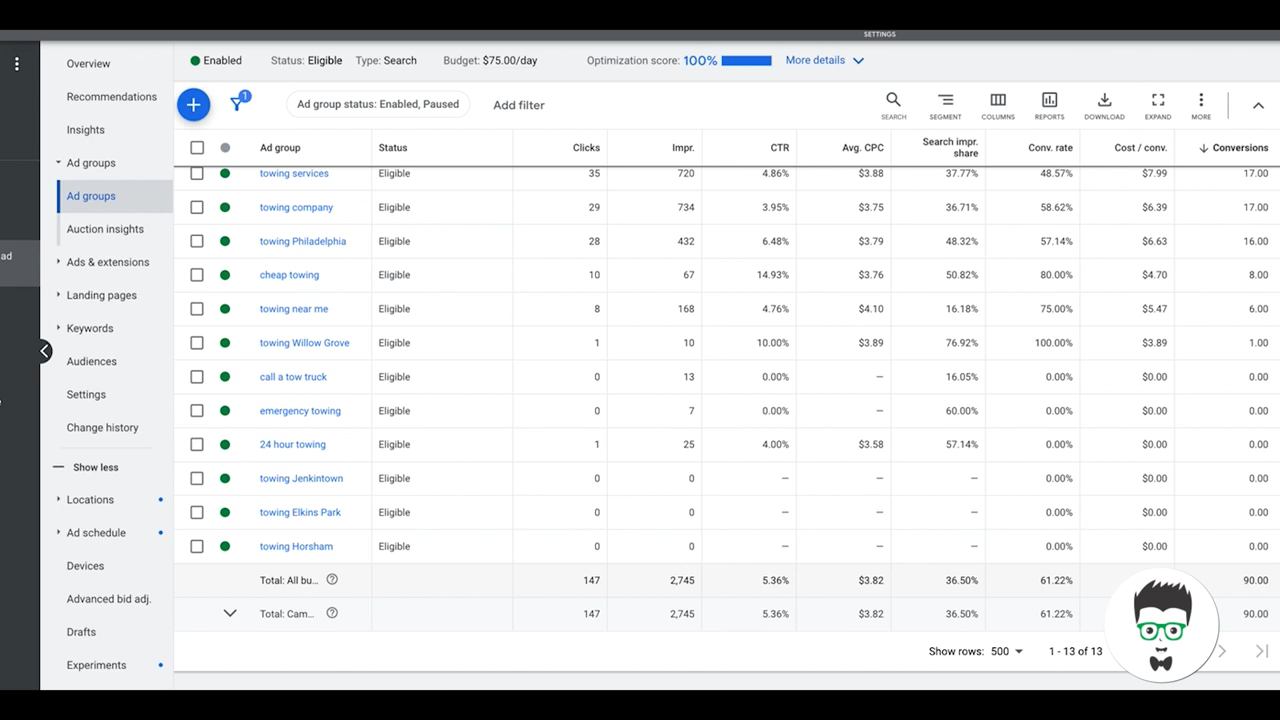 SETTINGS
Overview
Recommendations
Insights
Ad groups
Ad groups
Auction insights
ad
Ads & extensions
Landing pages
Keywords
Audiences
Settings
Change history
Show less
Locations
Ad schedule
Devices
Advanced bid adj.
Drafts
Experiments
Enabled Status: Eligible Type: Search Budget: $75.00/day Optimization score: 100% More details
1 Ad group status: Enabled, Paused Add filter
SEARCH SEGMENT COLUMNS REPORTS DOWNLOAD EXPAND MORE
Ad group Status Clicks Impr. CTR Avg. CPC Search impr. share Conv. rate Cost / conv. Conversions
towing services Eligible 35 720 4.86% $3.88 37.77% 48.57% $7.99 17.00
towing company Eligible 29 734 3.95% $3.75 36.71% 58.62% $6.39 17.00
towing Philadelphia Eligible 28 432 6.48% $3.79 48.32% 57.14% $6.63 16.00
cheap towing Eligible 10 67 14.93% $3.76 50.82% 80.00% $4.70 8.00
towing near me Eligible 8 168 4.76% $4.10 16.18% 75.00% $5.47 6.00
towing Willow Grove Eligible 1 10 10.00% $3.89 76.92% 100.00% $3.89 1.00
call a tow truck Eligible 0 13 0.00% — 16.05% 0.00% $0.00 0.00
emergency towing Eligible 0 7 0.00% — 60.00% 0.00% $0.00 0.00
24 hour towing Eligible 1 25 4.00% $3.58 57.14% 0.00% $0.00 0.00
towing Jenkintown Eligible 0 0 — — — 0.00% $0.00 0.00
towing Elkins Park Eligible 0 0 — — — 0.00% $0.00 0.00
towing Horsham Eligible 0 0 — — — 0.00% $0.00 0.00
Total: All bu... 147 2,745 5.36% $3.82 36.50% 61.22% 90.00
Total: Cam... 147 2,745 5.36% $3.82 36.50% 61.22% 90.00
Show rows: 500 1 - 13 of 13